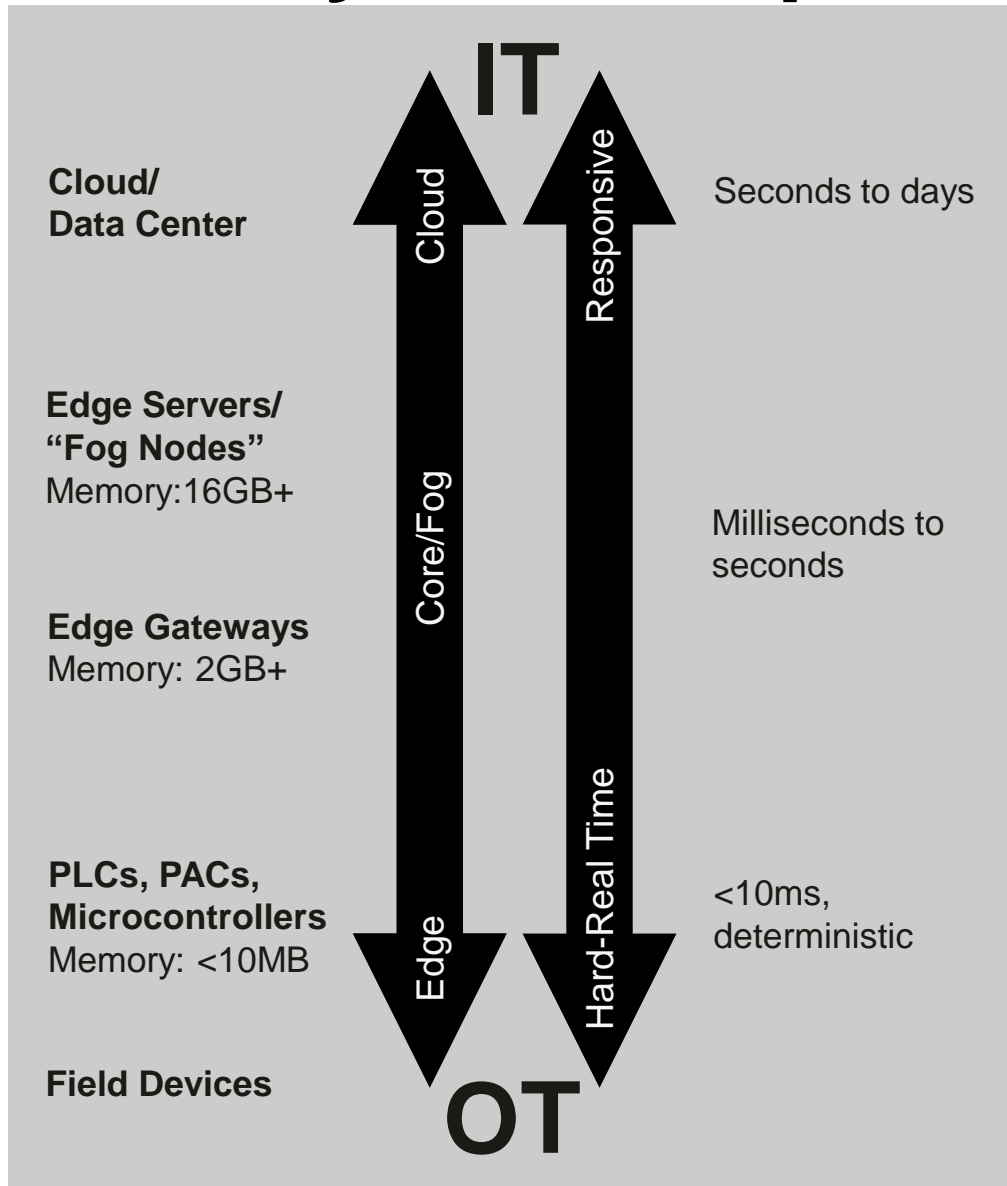 IT
Cloud/
Data Center
Cloud
Responsive
Seconds to days
Edge Servers/
“Fog Nodes”
Memory:16GB+
Core/Fog
Milliseconds to
seconds
Edge Gateways
Memory: 2GB+
PLCs, PACs,
Microcontrollers
Memory: <10MB
Edge
Hard-Real Time
<10ms,
deterministic
Field Devices
OT